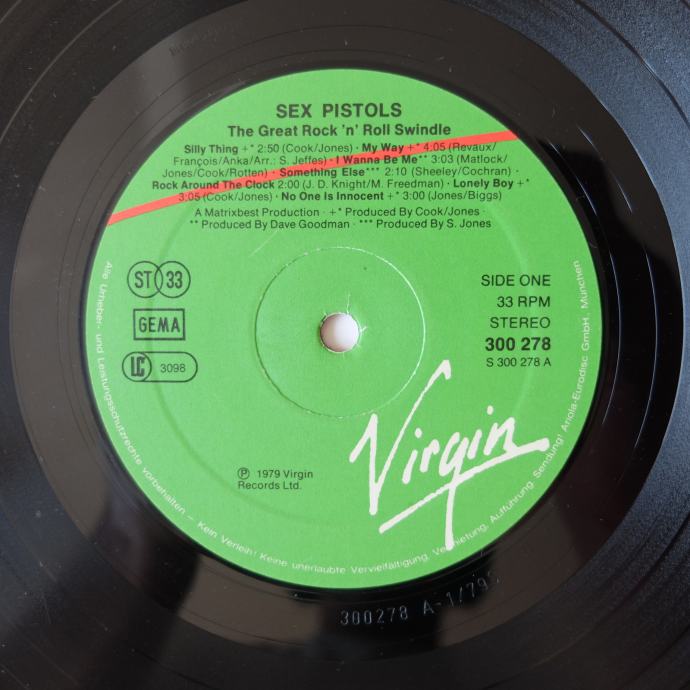 SEX PISTOLS
The Great Rock 'n' Roll Swindle
Silly Thing +* 2:50 (Cook/Jones) · My Way +* 4:05 (Revaux/
François/Anka/Arr.: S. Jeffes) · I Wanna Be Me** 3:03 (Matlock/
Jones/Cook/Rotten) · Something Else*** 2:10 (Sheeley/Cochran) ·
Rock Around The Clock 2:00 (J. D. Knight/M. Freedman) · Lonely Boy +*
3:05 (Cook/Jones) · No One Is Innocent +* 3:00 (Jones/Biggs)
A Matrixbest Production · +* Produced By Cook/Jones ·
** Produced By Dave Goodman · *** Produced By S. Jones
ST 33
GEMA
LC 3098
SIDE ONE
33 RPM
STEREO
300 278
S 300 278 A
Virgin
℗ 1979 Virgin
Records Ltd.
Alle Urheber- und Leistungsschutzrechte vorbehalten – Kein Verleih! Keine unerlaubte Vervielfältigung, Vermietung, Aufführung, Sendung! Ariola-Eurodisc GmbH, München
300278 A-1/79